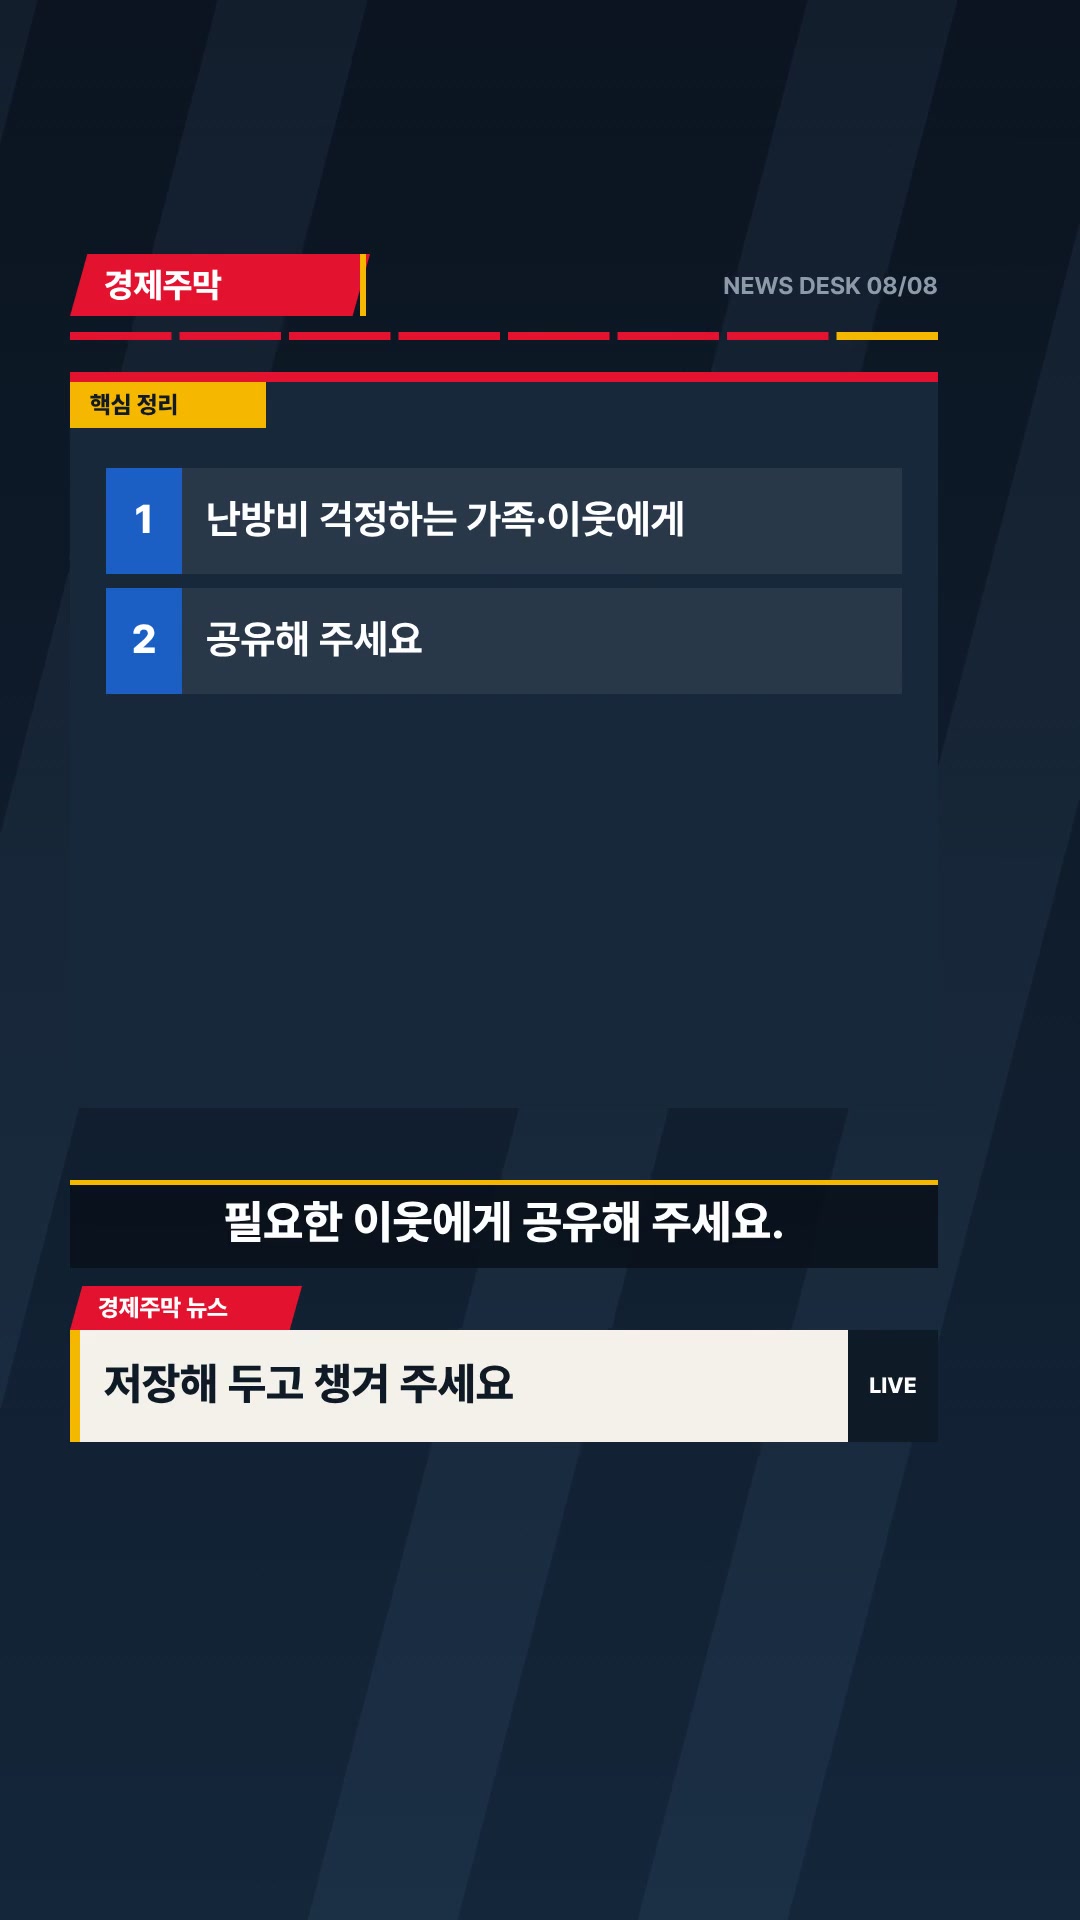 경제주막
NEWS DESK 08/08
핵심 정리
1 난방비 걱정하는 가족·이웃에게
2 공유해 주세요
필요한 이웃에게 공유해 주세요.
경제주막 뉴스
저장해 두고 챙겨 주세요
LIVE